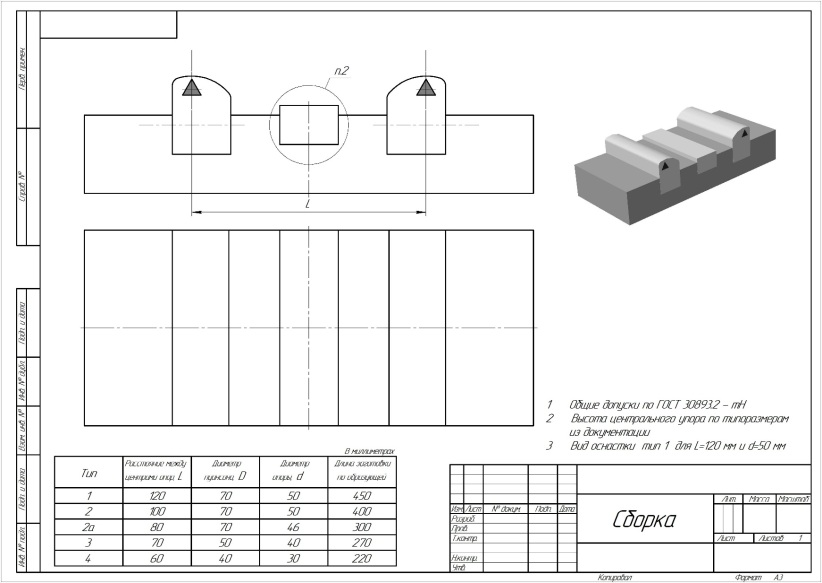 Перв. примен.
Справ. №
Подп. и дата
Инв. № дубл.
Взам. инв. №
Подп. и дата
Инв. № подл.
п.2
L
1 Общие допуски по ГОСТ 30893.2 – mH
2 Высота центрального упора по типоразмерам
из документации
3 Вид оснастки тип 1 для L=120 мм и d=50 мм
В миллиметрах
Тип Расстояние между центрами опор, L Диаметр пуансона, D Диаметр опоры, d Длина заготовки по образующей
1 120 70 50 450
2 100 70 50 400
2а 80 70 46 300
3 70 50 40 270
4 60 40 30 220
Изм. Лист № докум. Подп. Дата
Разраб.
Пров.
Т.контр.
Н.контр.
Утв.
Сборка
Лит. Масса Масштаб
Лист Листов 1
Копировал Формат А3